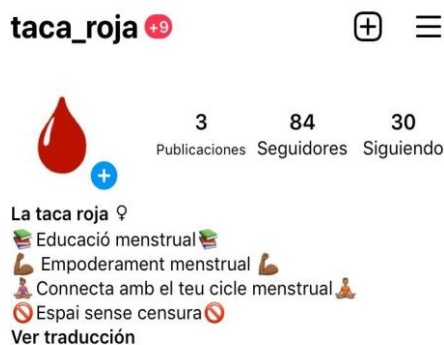 taca_roja +9
3 84 30
Publicaciones Seguidores Siguiendo
La taca roja ♀
📚 Educació menstrual 📚
💪🏾 Empoderament menstrual 💪🏾
🧘🏽‍♀️ Connecta amb el teu cicle menstrual 🧘🏽
🚫 Espai sense censura 🚫
Ver traducción